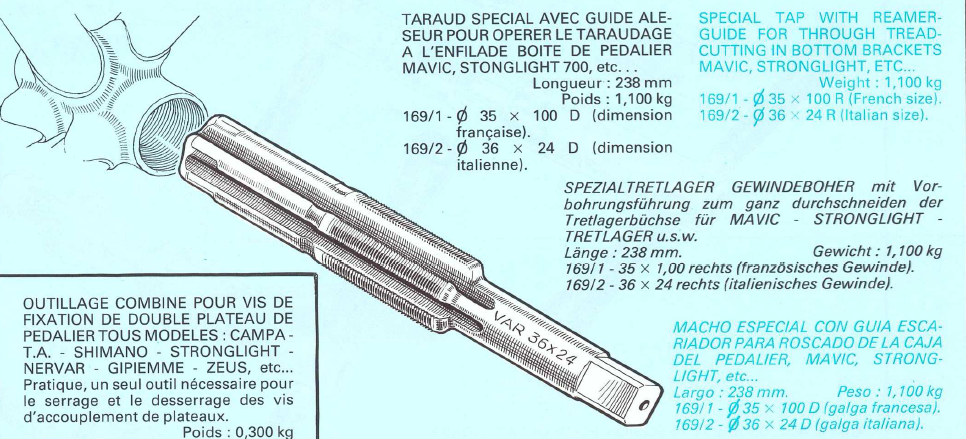 TARAUD SPECIAL AVEC GUIDE ALE-
SEUR POUR OPERER LE TARAUDAGE
A L'ENFILADE BOITE DE PEDALIER
MAVIC, STONGLIGHT 700, etc. . .
Longueur : 238 mm
Poids : 1,100 kg
169/1 - Ø 35 × 100 D (dimension
française).
169/2 - Ø 36 × 24 D (dimension
italienne).
SPECIAL TAP WITH REAMER-
GUIDE FOR THROUGH TREAD-
CUTTING IN BOTTOM BRACKETS
MAVIC, STRONGLIGHT, ETC...
Weight : 1,100 kg
169/1 - Ø 35 × 100 R (French size).
169/2 - Ø 36 × 24 R (Italian size).
SPEZIALTRETLAGER GEWINDEBOHER mit Vor-
bohrungsführung zum ganz durchschneiden der
Tretlagerbüchse für MAVIC - STRONGLIGHT -
TRETLAGER u.s.w.
Länge : 238 mm. Gewicht : 1,100 kg
169/1 - 35 × 1,00 rechts (französisches Gewinde).
169/2 - 36 × 24 rechts (italienisches Gewinde).
VAR 36×24
OUTILLAGE COMBINE POUR VIS DE
FIXATION DE DOUBLE PLATEAU DE
PEDALIER TOUS MODELES : CAMPA -
T.A. - SHIMANO - STRONGLIGHT -
NERVAR - GIPIEMME - ZEUS, etc...
Pratique, un seul outil nécessaire pour
le serrage et le desserrage des vis
d'accouplement de plateaux.
Poids : 0,300 kg
MACHO ESPECIAL CON GUIA ESCA-
RIADOR PARA ROSCADO DE LA CAJA
DEL PEDALIER, MAVIC, STRONG-
LIGHT, etc...
Largo : 238 mm. Peso : 1,100 kg
169/1 - Ø 35 × 100 D (galga francesa).
169/2 - Ø 36 × 24 D (galga italiana).